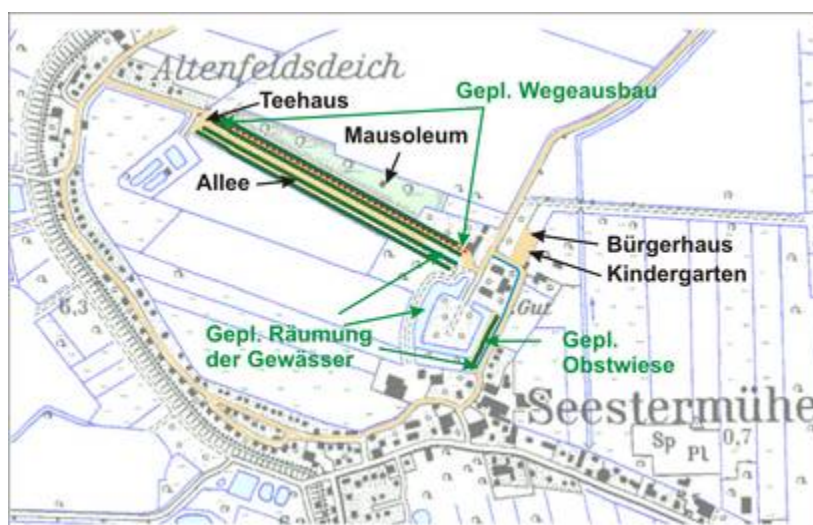 Altenfeldsdeich
Teehaus
Gepl. Wegeausbau
Mausoleum
Allee
Bürgerhaus
Kindergarten
6,3
Gut
Gepl. Räumung
der Gewässer
Gepl.
Obstwiese
Seestermühe
Sp
Pl
0,7